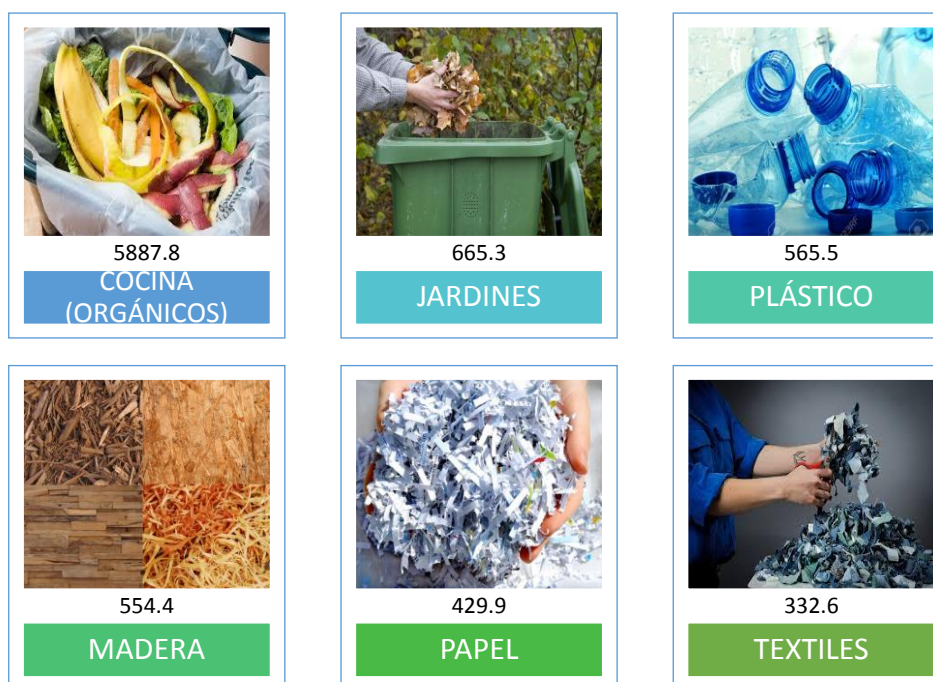 5887.8
COCINA
(ORGÁNICOS)
665.3
JARDINES
565.5
PLÁSTICO
554.4
MADERA
429.9
PAPEL
332.6
TEXTILES